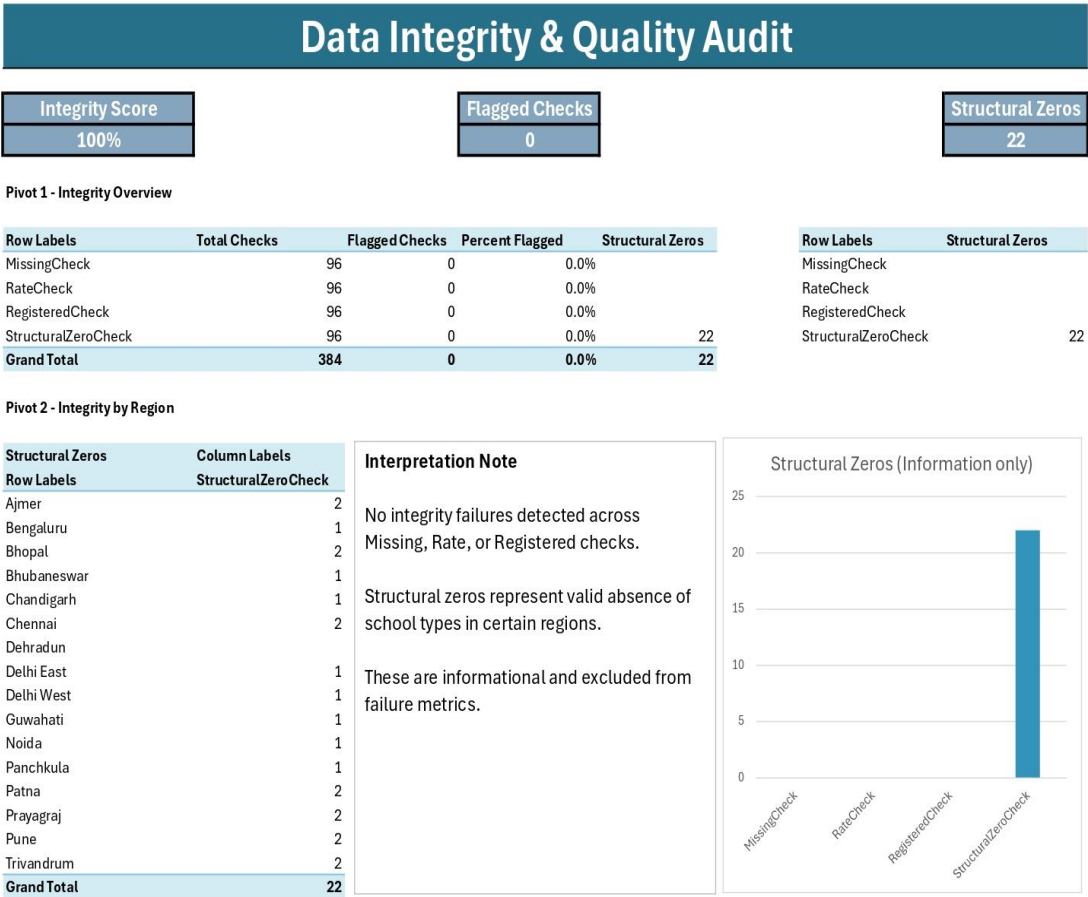 Data Integrity & Quality Audit
Integrity Score
100%
Flagged Checks
0
Structural Zeros
22
Pivot 1 - Integrity Overview
Row Labels Total Checks Flagged Checks Percent Flagged Structural Zeros
MissingCheck 96 0 0.0%
RateCheck 96 0 0.0%
RegisteredCheck 96 0 0.0%
StructuralZeroCheck 96 0 0.0% 22
Grand Total 384 0 0.0% 22
Row Labels Structural Zeros
MissingCheck
RateCheck
RegisteredCheck
StructuralZeroCheck 22
Pivot 2 - Integrity by Region
Structural Zeros Column Labels
Row Labels StructuralZeroCheck
Ajmer 2
Bengaluru 1
Bhopal 2
Bhubaneswar 1
Chandigarh 1
Chennai 2
Dehradun
Delhi East 1
Delhi West 1
Guwahati 1
Noida 1
Panchkula 1
Patna 2
Prayagraj 2
Pune 2
Trivandrum 2
Grand Total 22
Interpretation Note
No integrity failures detected across
Missing, Rate, or Registered checks.
Structural zeros represent valid absence of
school types in certain regions.
These are informational and excluded from
failure metrics.
Structural Zeros (Information only)
25
20
15
10
5
0
MissingCheck
RateCheck
RegisteredCheck
StructuralZeroCheck